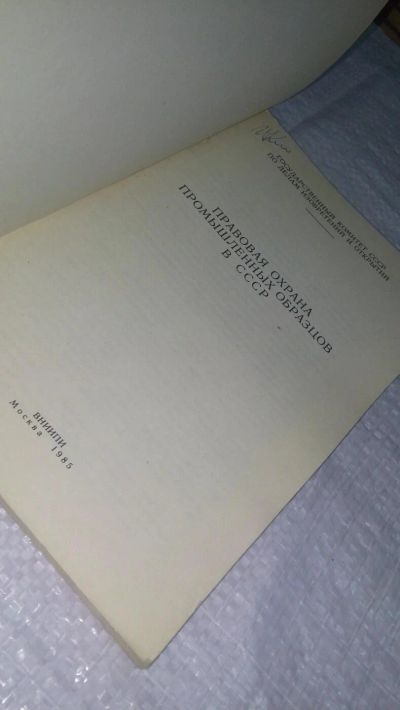 ГОСУДАРСТВЕННЫЙ КОМИТЕТ СССР
ПО ДЕЛАМ ИЗОБРЕТЕНИЙ И ОТКРЫТИЙ
ПРАВОВАЯ ОХРАНА
ПРОМЫШЛЕННЫХ ОБРАЗЦОВ
В СССР
ВНИИПИ
Москва 1985